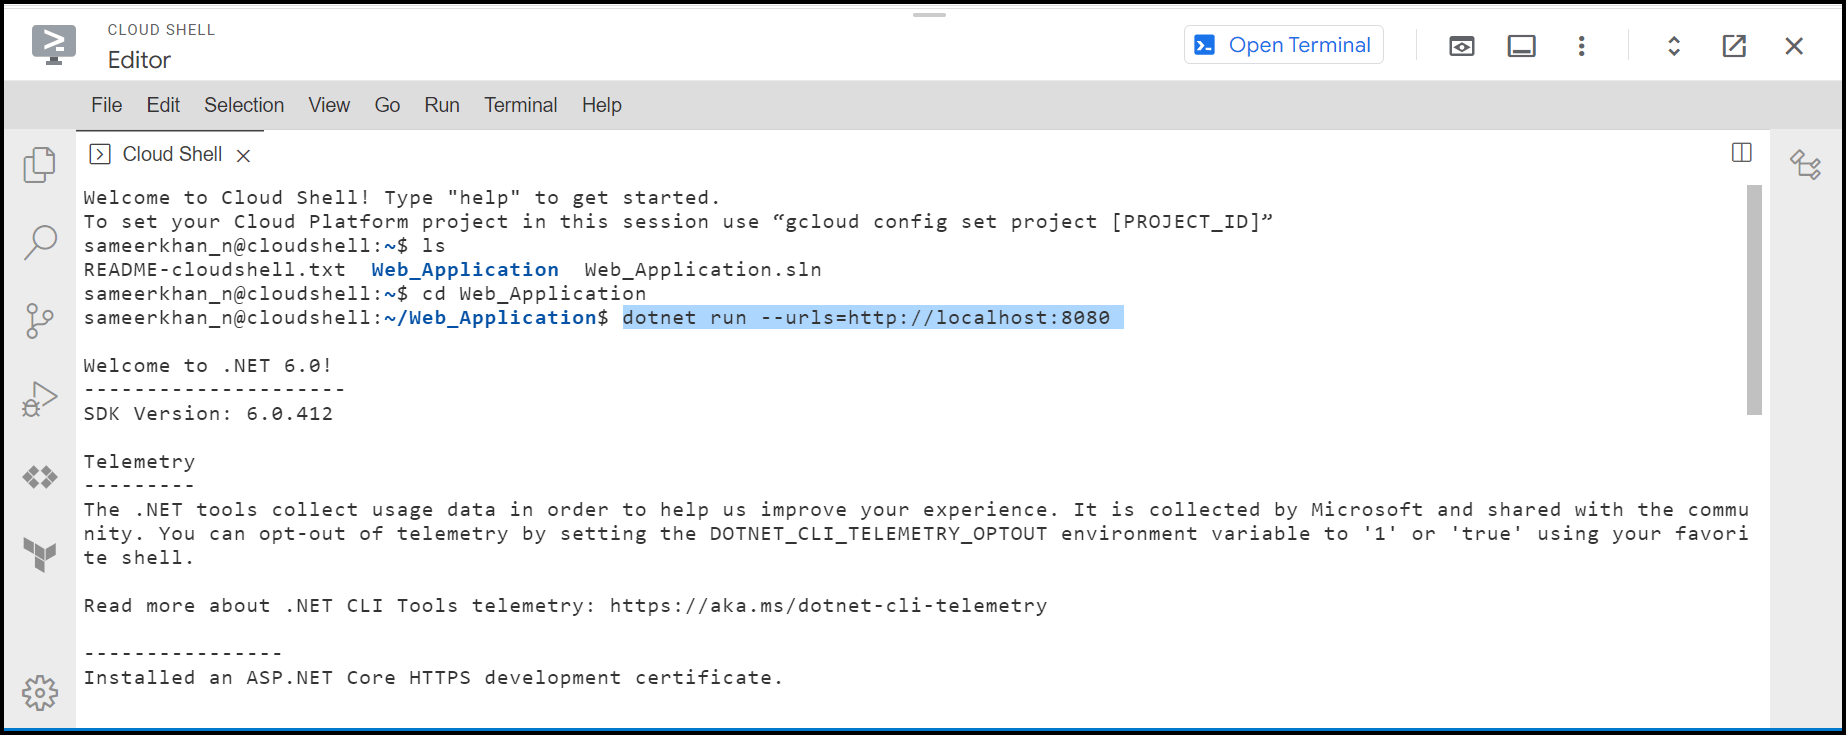 CLOUD SHELL
Editor
Open Terminal
File Edit Selection View Go Run Terminal Help
Cloud Shell
Welcome to Cloud Shell! Type "help" to get started.
To set your Cloud Platform project in this session use “gcloud config set project [PROJECT_ID]”
sameerkhan_n@cloudshell:~$ ls
README-cloudshell.txt  Web_Application  Web_Application.sln
sameerkhan_n@cloudshell:~$ cd Web_Application
sameerkhan_n@cloudshell:~/Web_Application$ dotnet run --urls=http://localhost:8080
Welcome to .NET 6.0!
---------------------
SDK Version: 6.0.412
Telemetry
---------
The .NET tools collect usage data in order to help us improve your experience. It is collected by Microsoft and shared with the commu
nity. You can opt-out of telemetry by setting the DOTNET_CLI_TELEMETRY_OPTOUT environment variable to '1' or 'true' using your favori
te shell.
Read more about .NET CLI Tools telemetry: https://aka.ms/dotnet-cli-telemetry
----------------
Installed an ASP.NET Core HTTPS development certificate.